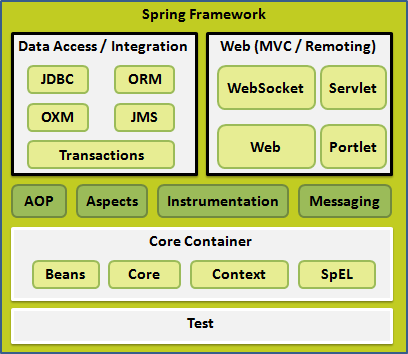 Spring Framework
Data Access / Integration
Web (MVC / Remoting)
JDBC
ORM
OXM
JMS
Transactions
WebSocket
Servlet
Web
Portlet
AOP
Aspects
Instrumentation
Messaging
Core Container
Beans
Core
Context
SpEL
Test